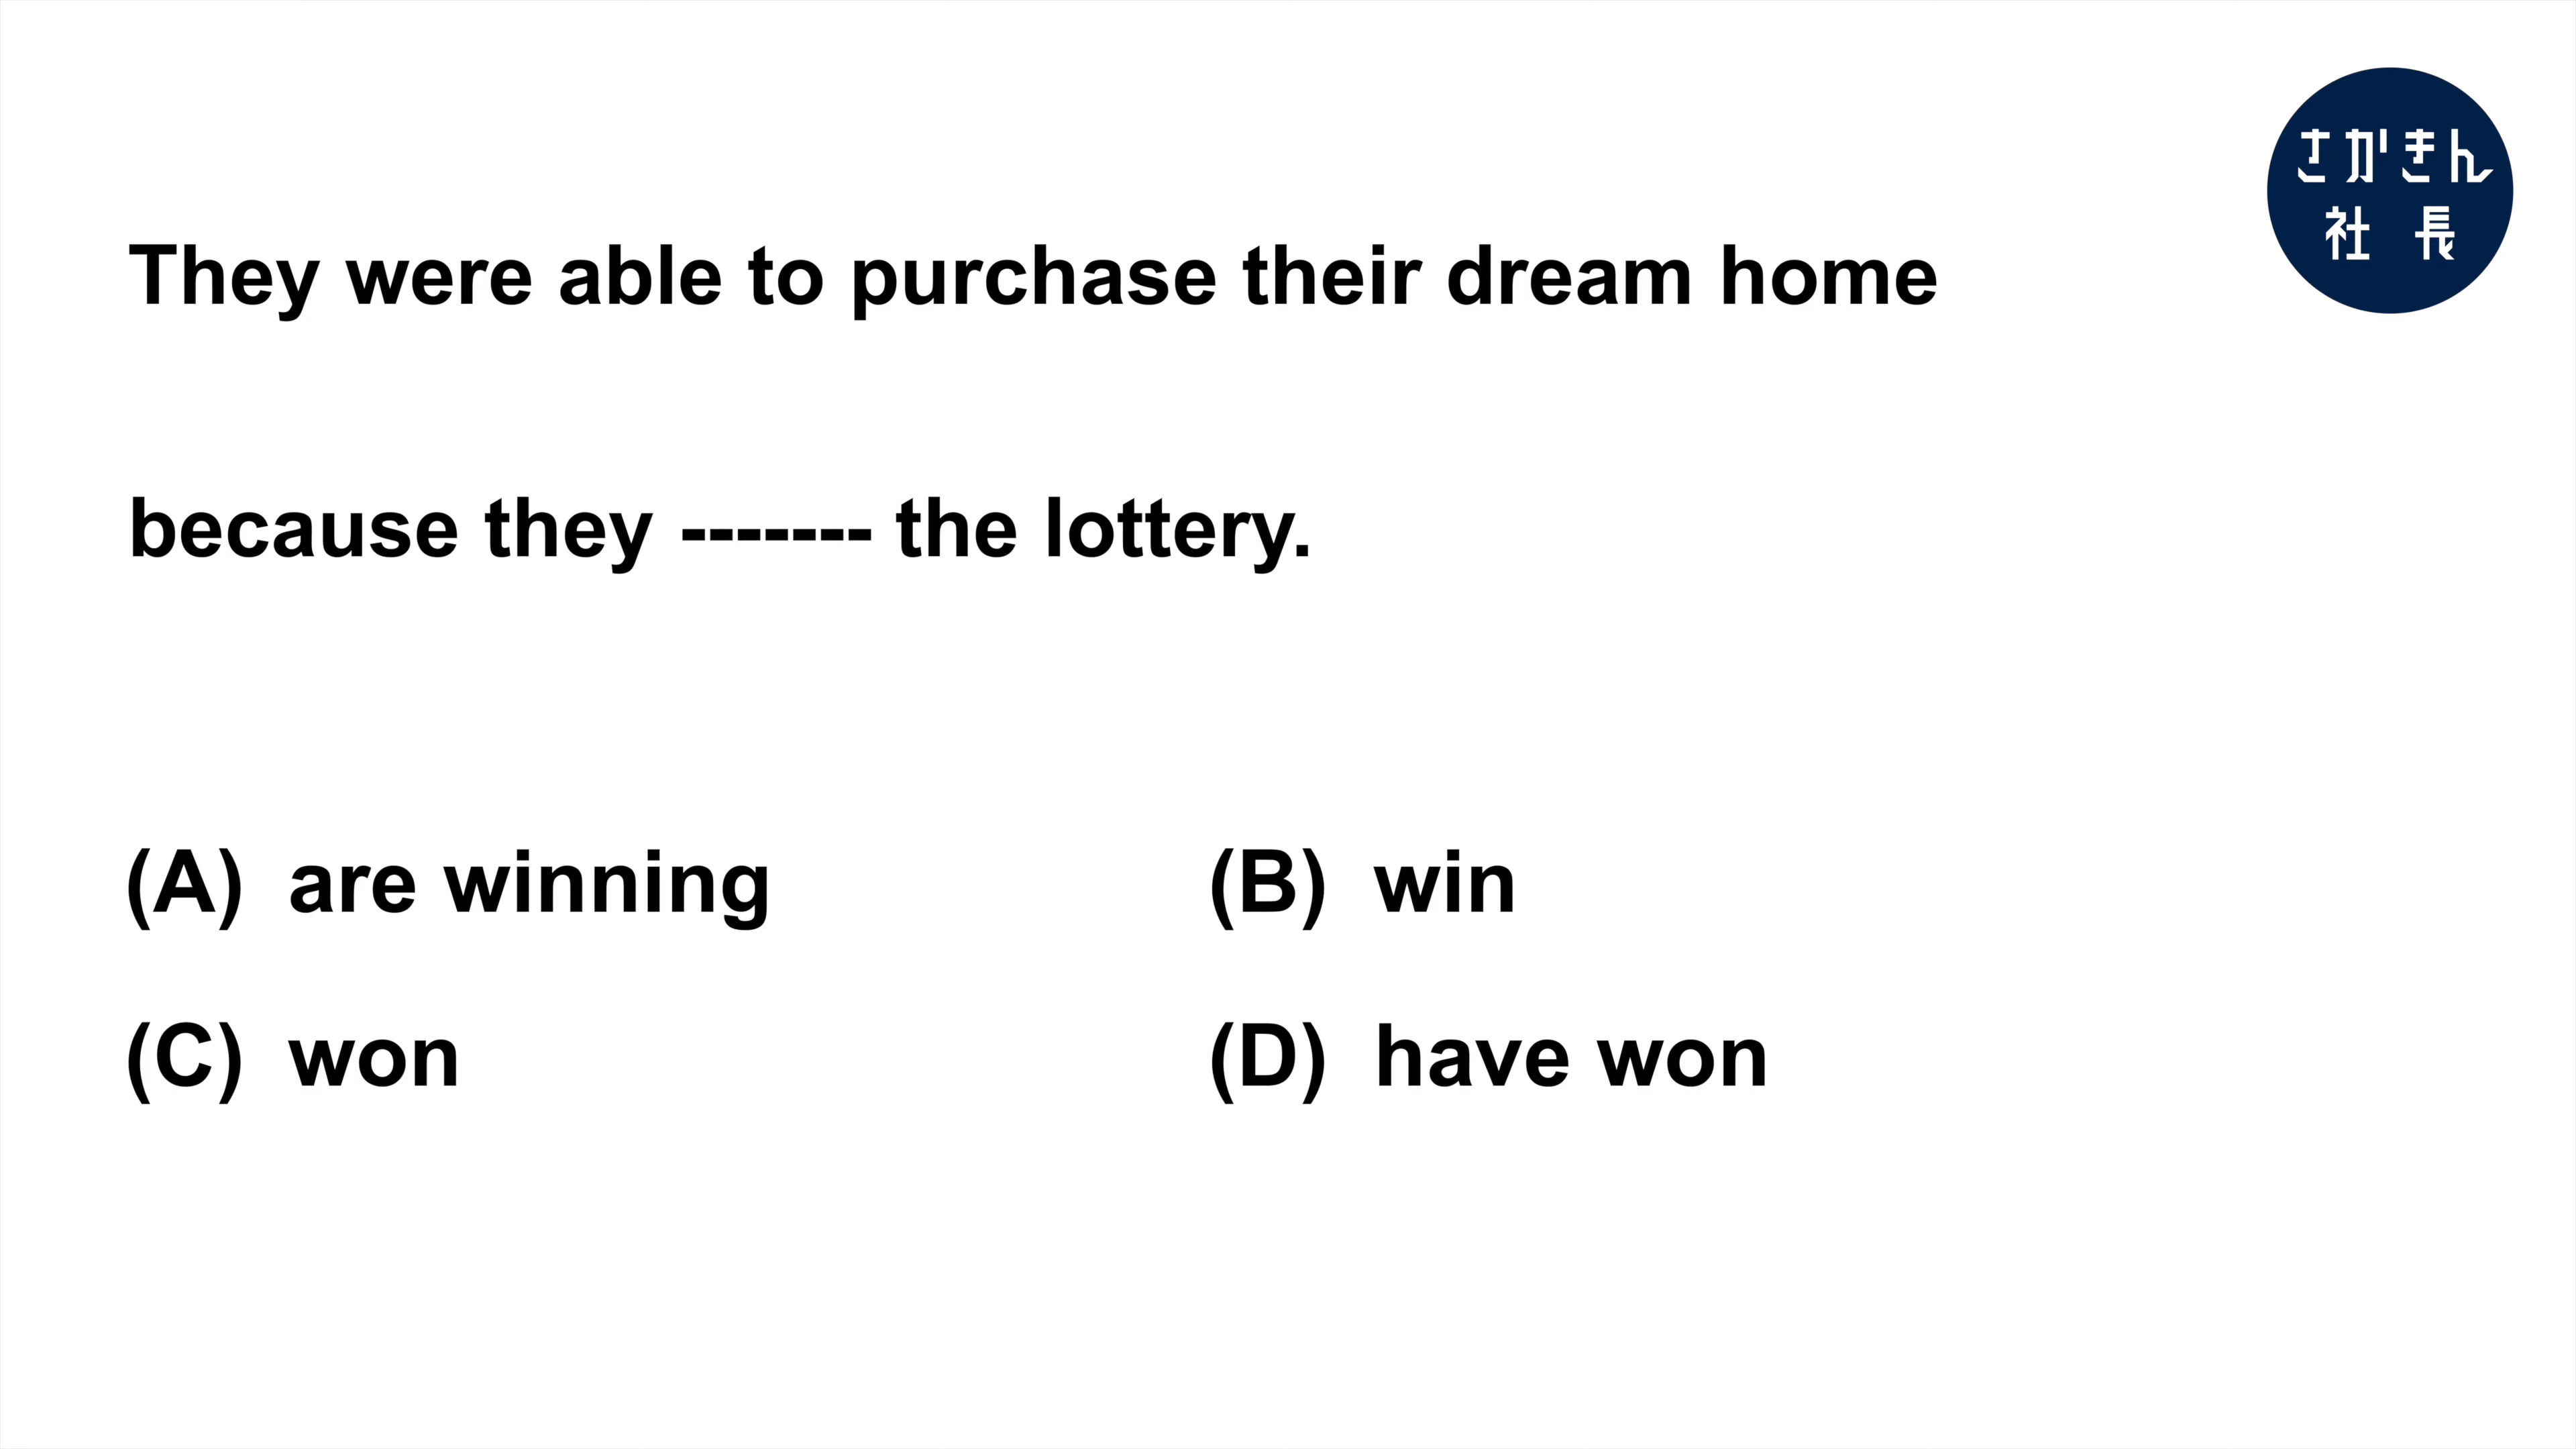 さかきん
社長
They were able to purchase their dream home
because they ------- the lottery.
(A) are winning
(B) win
(C) won
(D) have won